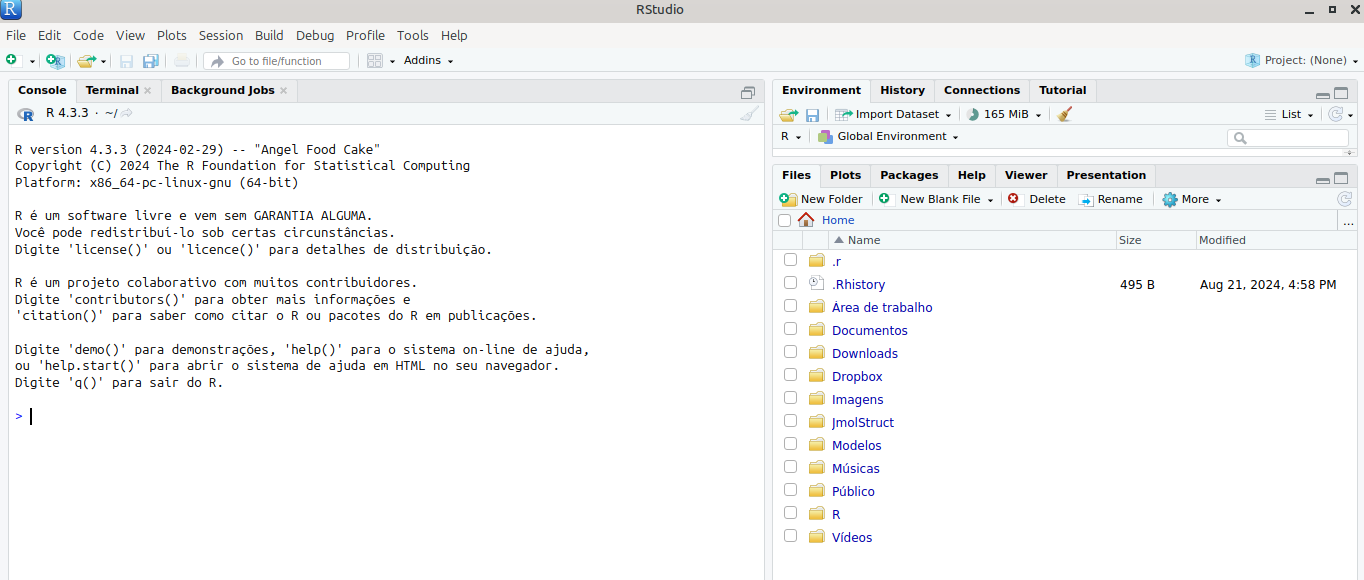 RStudio
File Edit Code View Plots Session Build Debug Profile Tools Help
Go to file/function Addins Project: (None)
Console Terminal Background Jobs
R 4.3.3 · ~/
R version 4.3.3 (2024-02-29) -- "Angel Food Cake"
Copyright (C) 2024 The R Foundation for Statistical Computing
Platform: x86_64-pc-linux-gnu (64-bit)
R é um software livre e vem sem GARANTIA ALGUMA.
Você pode redistribuí-lo sob certas circunstâncias.
Digite 'license()' ou 'licence()' para detalhes de distribuição.
R é um projeto colaborativo com muitos contribuidores.
Digite 'contributors()' para obter mais informações e
'citation()' para saber como citar o R ou pacotes do R em publicações.
Digite 'demo()' para demonstrações, 'help()' para o sistema on-line de ajuda,
ou 'help.start()' para abrir o sistema de ajuda em HTML no seu navegador.
Digite 'q()' para sair do R.
>
Environment History Connections Tutorial
Import Dataset 165 MiB List
R Global Environment
Files Plots Packages Help Viewer Presentation
New Folder New Blank File Delete Rename More
Home ...
Name Size Modified
.r
.Rhistory 495 B Aug 21, 2024, 4:58 PM
Área de trabalho
Documentos
Downloads
Dropbox
Imagens
JmolStruct
Modelos
Músicas
Público
R
Vídeos